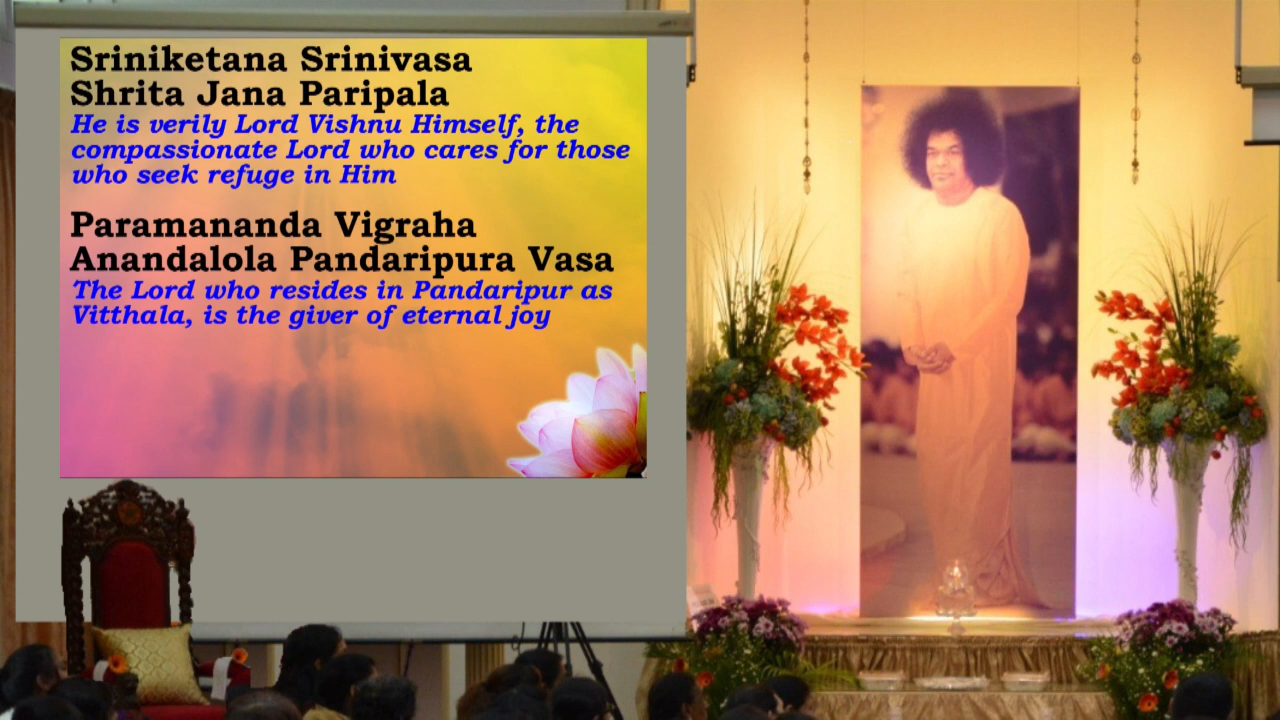 Sriniketana Srinivasa
Shrita Jana Paripala
He is verily Lord Vishnu Himself, the
compassionate Lord who cares for those
who seek refuge in Him
Paramananda Vigraha
Anandalola Pandaripura Vasa
The Lord who resides in Pandaripur as
Vitthala, is the giver of eternal joy